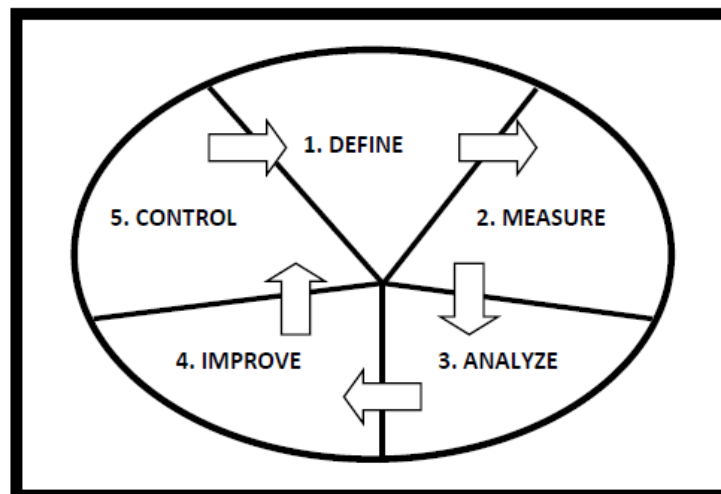 1. DEFINE
2. MEASURE
3. ANALYZE
4. IMPROVE
5. CONTROL